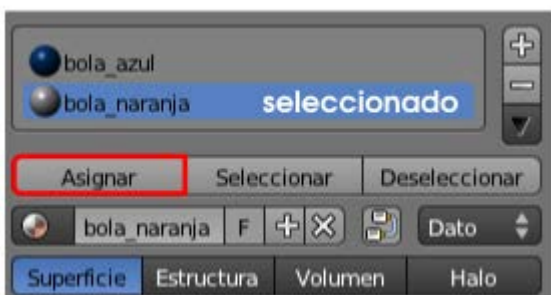 bola_azul
bola_naranja seleccionado
Asignar Seleccionar Deseleccionar
bola_naranja F Dato
Superficie Estructura Volumen Halo